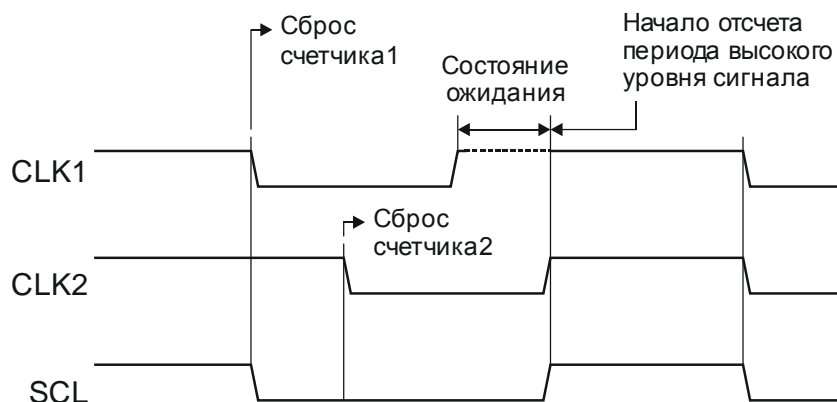 Сброс
счетчика1
Состояние
ожидания
Начало отсчета
периода высокого
уровня сигнала
CLK1
Сброс
счетчика2
CLK2
SCL